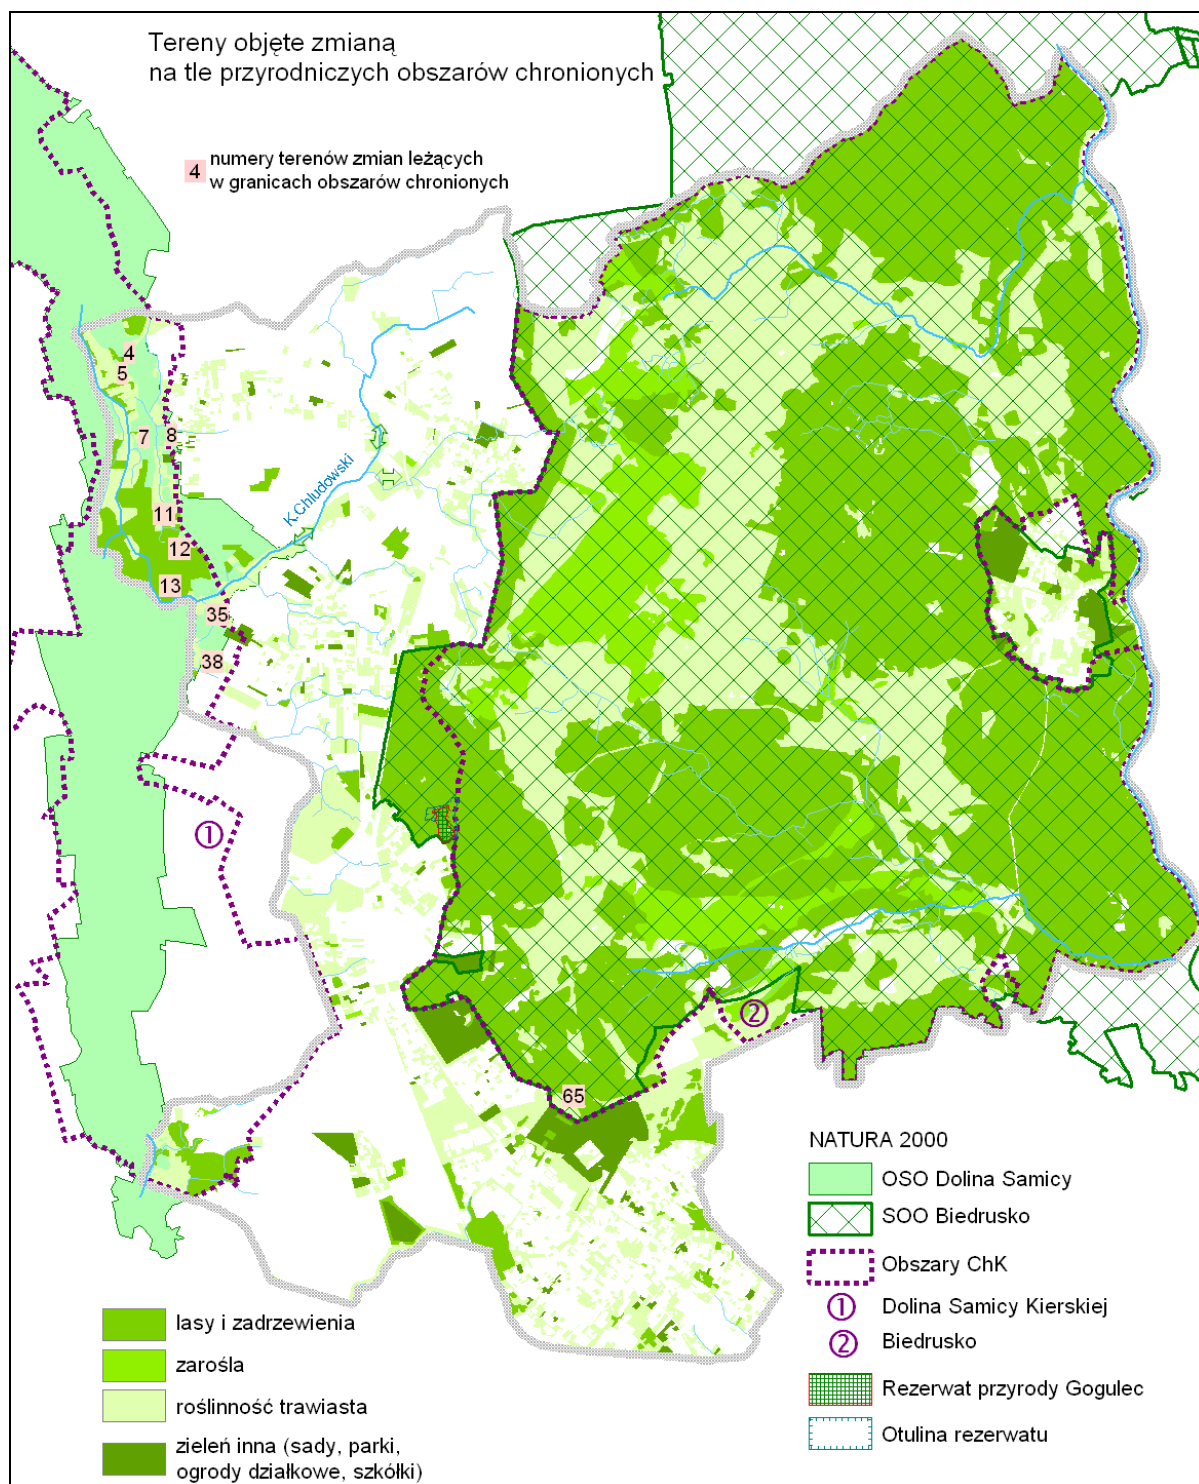 Tereny objęte zmianą
na tle przyrodniczych obszarów chronionych
4 numery terenów zmian leżących
w granicach obszarów chronionych
4
5
7
8
K.Chludowski
11
12
13
35
38
1
2
65
NATURA 2000
OSO Dolina Samicy
SOO Biedrusko
Obszary ChK
1 Dolina Samicy Kierskiej
2 Biedrusko
Rezerwat przyrody Gogulec
Otulina rezerwatu
lasy i zadrzewienia
zarośla
roślinność trawiasta
zieleń inna (sady, parki,
ogrody działkowe, szkółki)